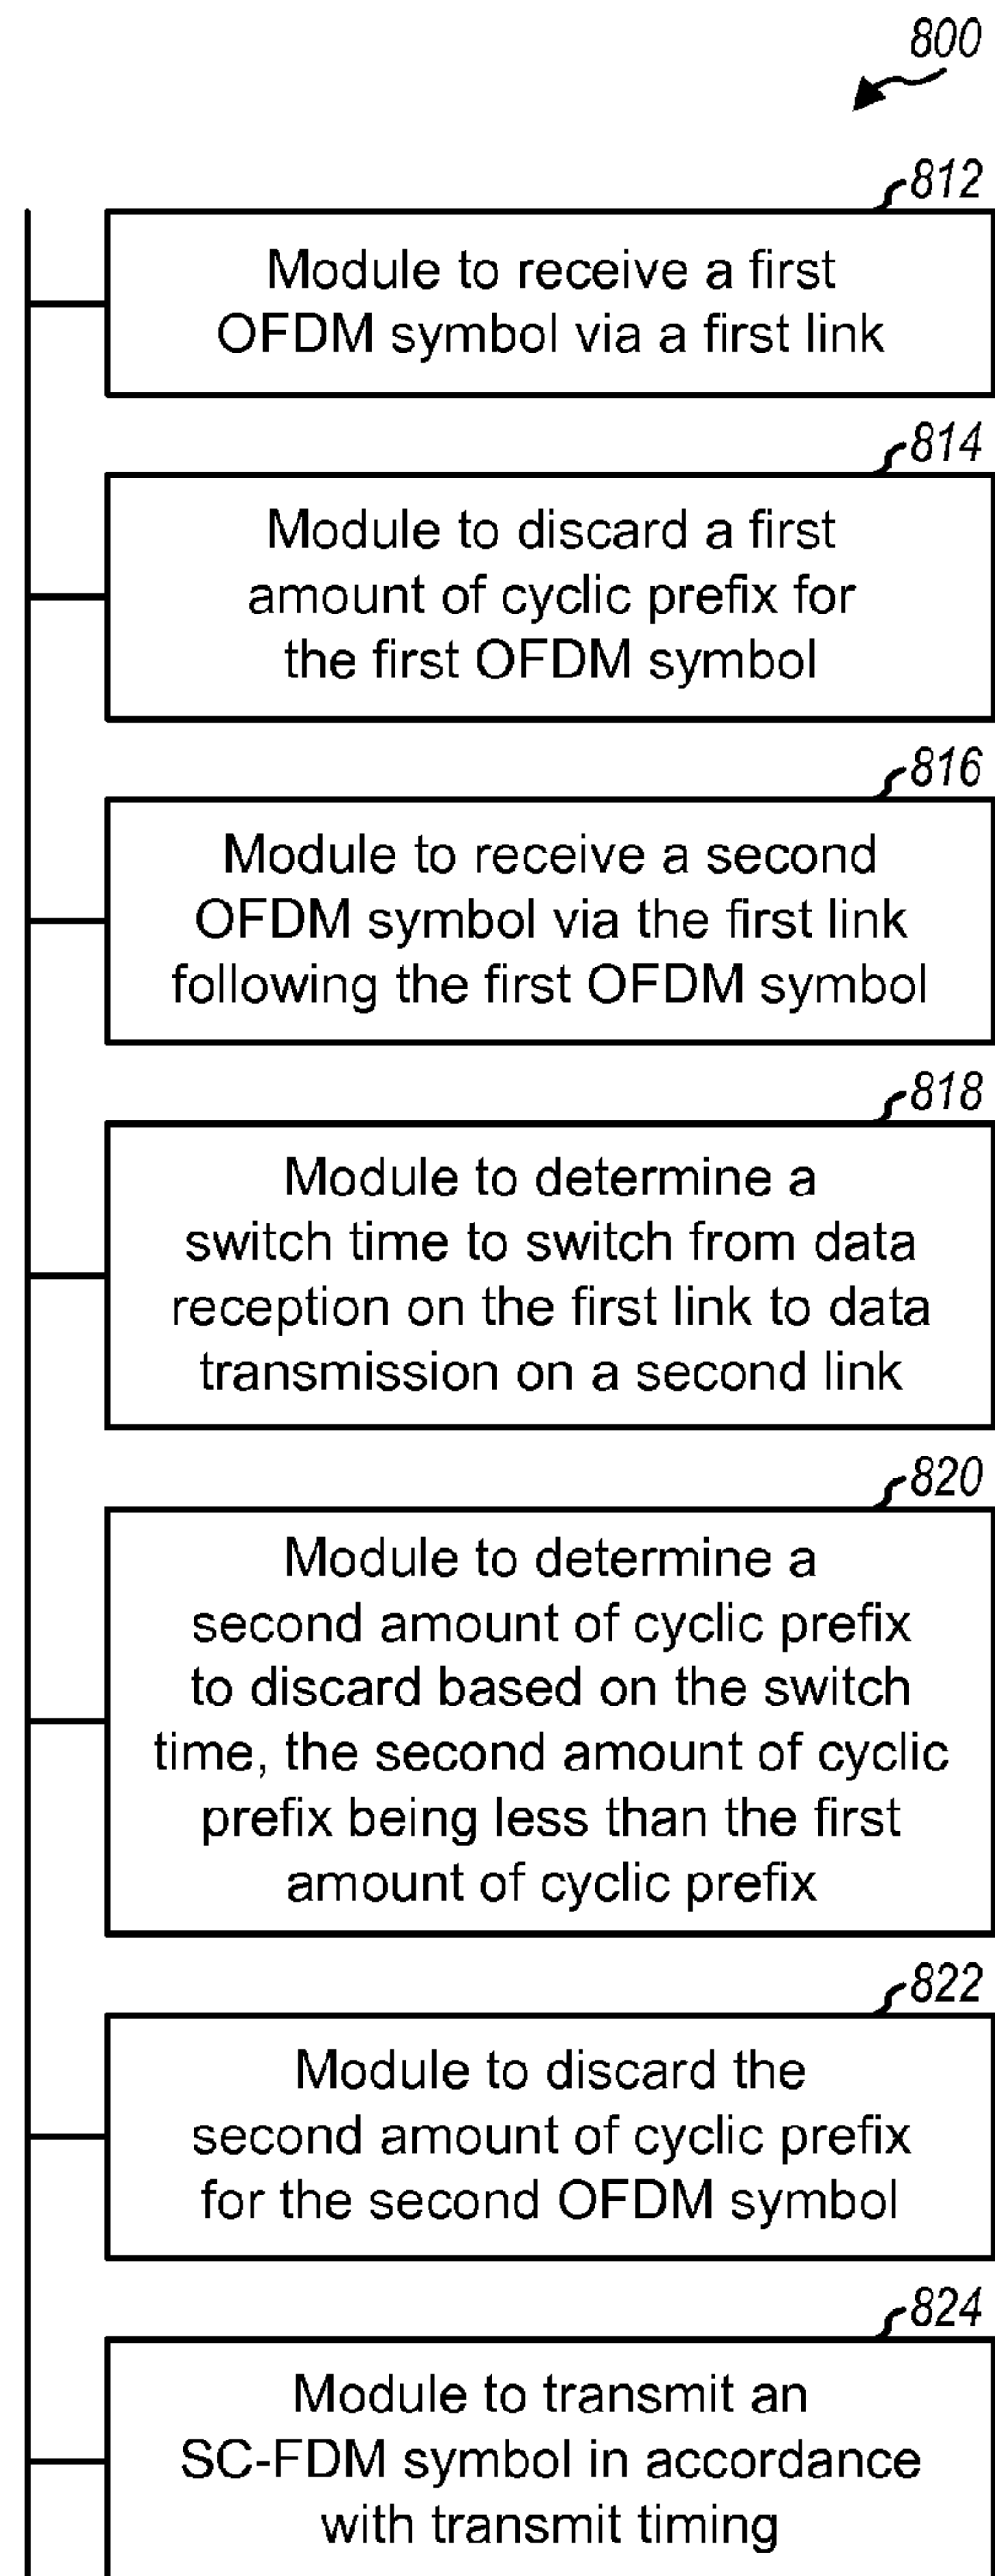 800
812
Module to receive a first
OFDM symbol via a first link
814
Module to discard a first
amount of cyclic prefix for
the first OFDM symbol
816
Module to receive a second
OFDM symbol via the first link
following the first OFDM symbol
818
Module to determine a
switch time to switch from data
reception on the first link to data
transmission on a second link
820
Module to determine a
second amount of cyclic prefix
to discard based on the switch
time, the second amount of cyclic
prefix being less than the first
amount of cyclic prefix
822
Module to discard the
second amount of cyclic prefix
for the second OFDM symbol
824
Module to transmit an
SC-FDM symbol in accordance
with transmit timing